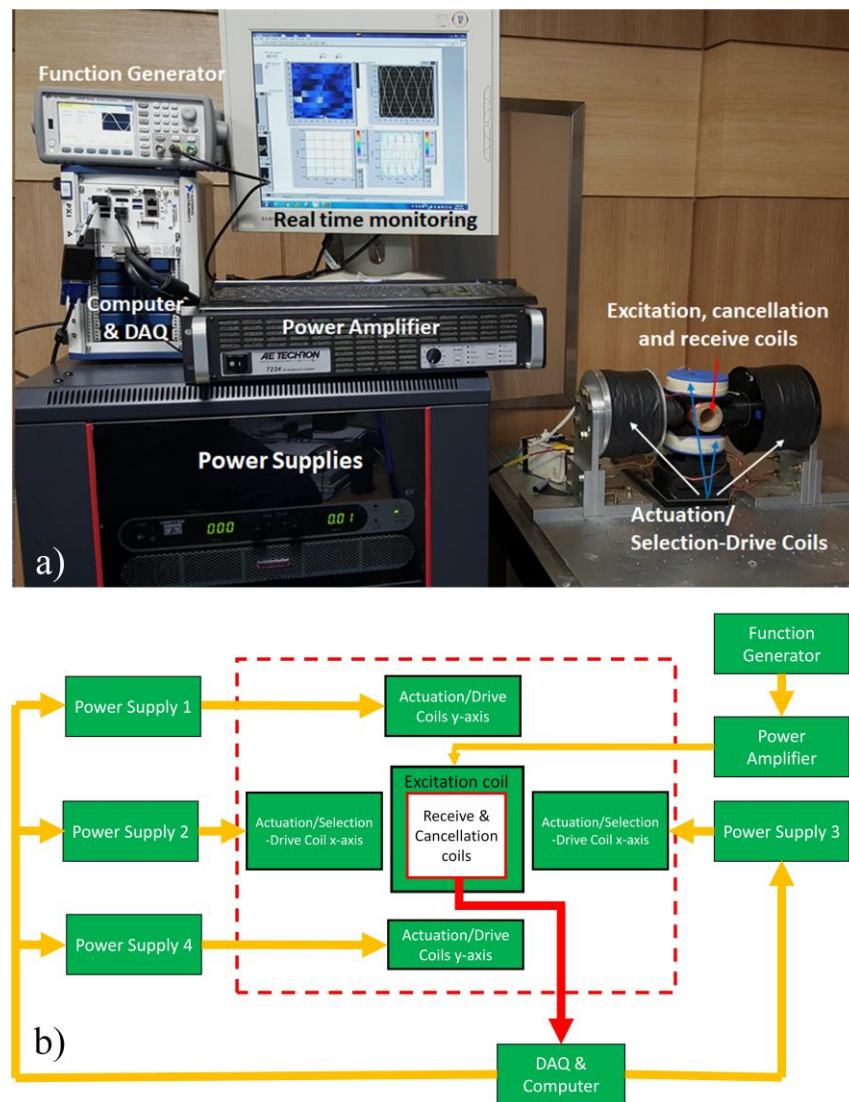 Function Generator
Real time monitoring
Computer
& DAQ
Power Amplifier
AE TECHRON
7224
Excitation, cancellation
and receive coils
Power Supplies
000
0.01
Actuation/
Selection-Drive Coils
a)
Function
Generator
Power Supply 1
Actuation/Drive
Coils y-axis
Power
Amplifier
Excitation coil
Power Supply 2
Actuation/Selection
-Drive Coil x-axis
Receive &
Cancellation
coils
Actuation/Selection
-Drive Coil x-axis
Power Supply 3
Power Supply 4
Actuation/Drive
Coils y-axis
b)
DAQ &
Computer